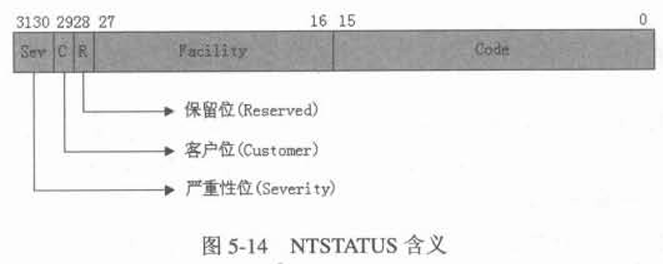 3130 2928 27 16 15 0
Sev C R Facility Code
保留位(Reserved)
客户位(Customer)
严重性位(Severity)
图 5-14 NTSTATUS 含义